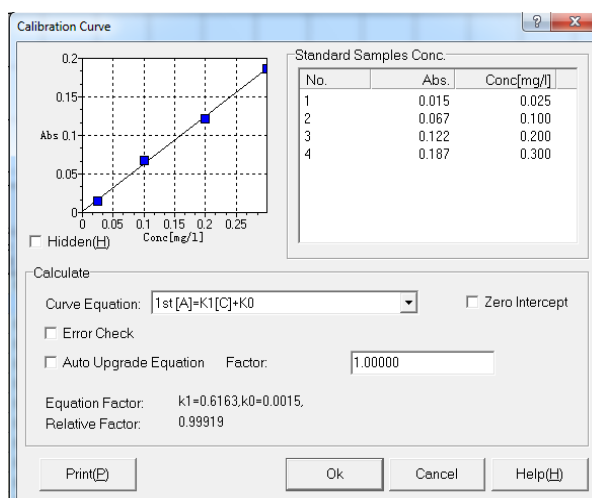 Calibration Curve
0.2
0.15
Abs 0.1
0.05
0
0 0.05 0.1 0.15 0.2 0.25
Conc[mg/l]
Hidden(H)
Standard Samples Conc.
No. Abs. Conc[mg/l]
1 0.015 0.025
2 0.067 0.100
3 0.122 0.200
4 0.187 0.300
Calculate
Curve Equation: 1st [A]=K1[C]+K0
Zero Intercept
Error Check
Auto Upgrade Equation Factor: 1.00000
Equation Factor: k1=0.6163,k0=0.0015,
Relative Factor: 0.99919
Print(P) Ok Cancel Help(H)